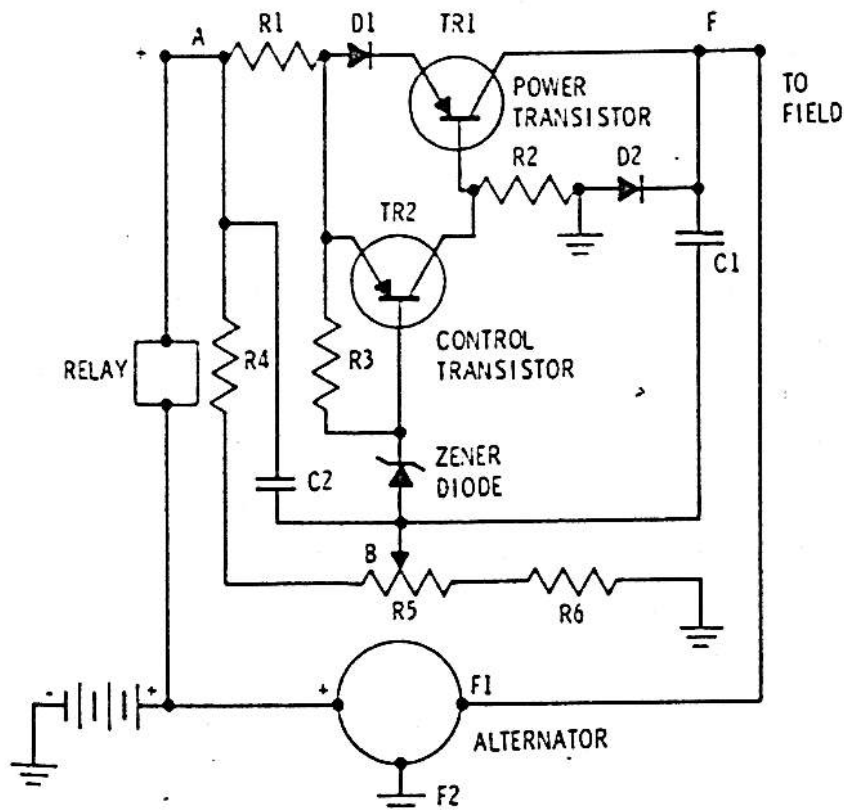 A R1 D1 TR1 F
+
TO
FIELD
POWER
TRANSISTOR
R2 D2
TR2
C1
CONTROL
TRANSISTOR
RELAY R4 R3
ZENER
DIODE
C2
B
R5 R6
- + + F1
ALTERNATOR
F2